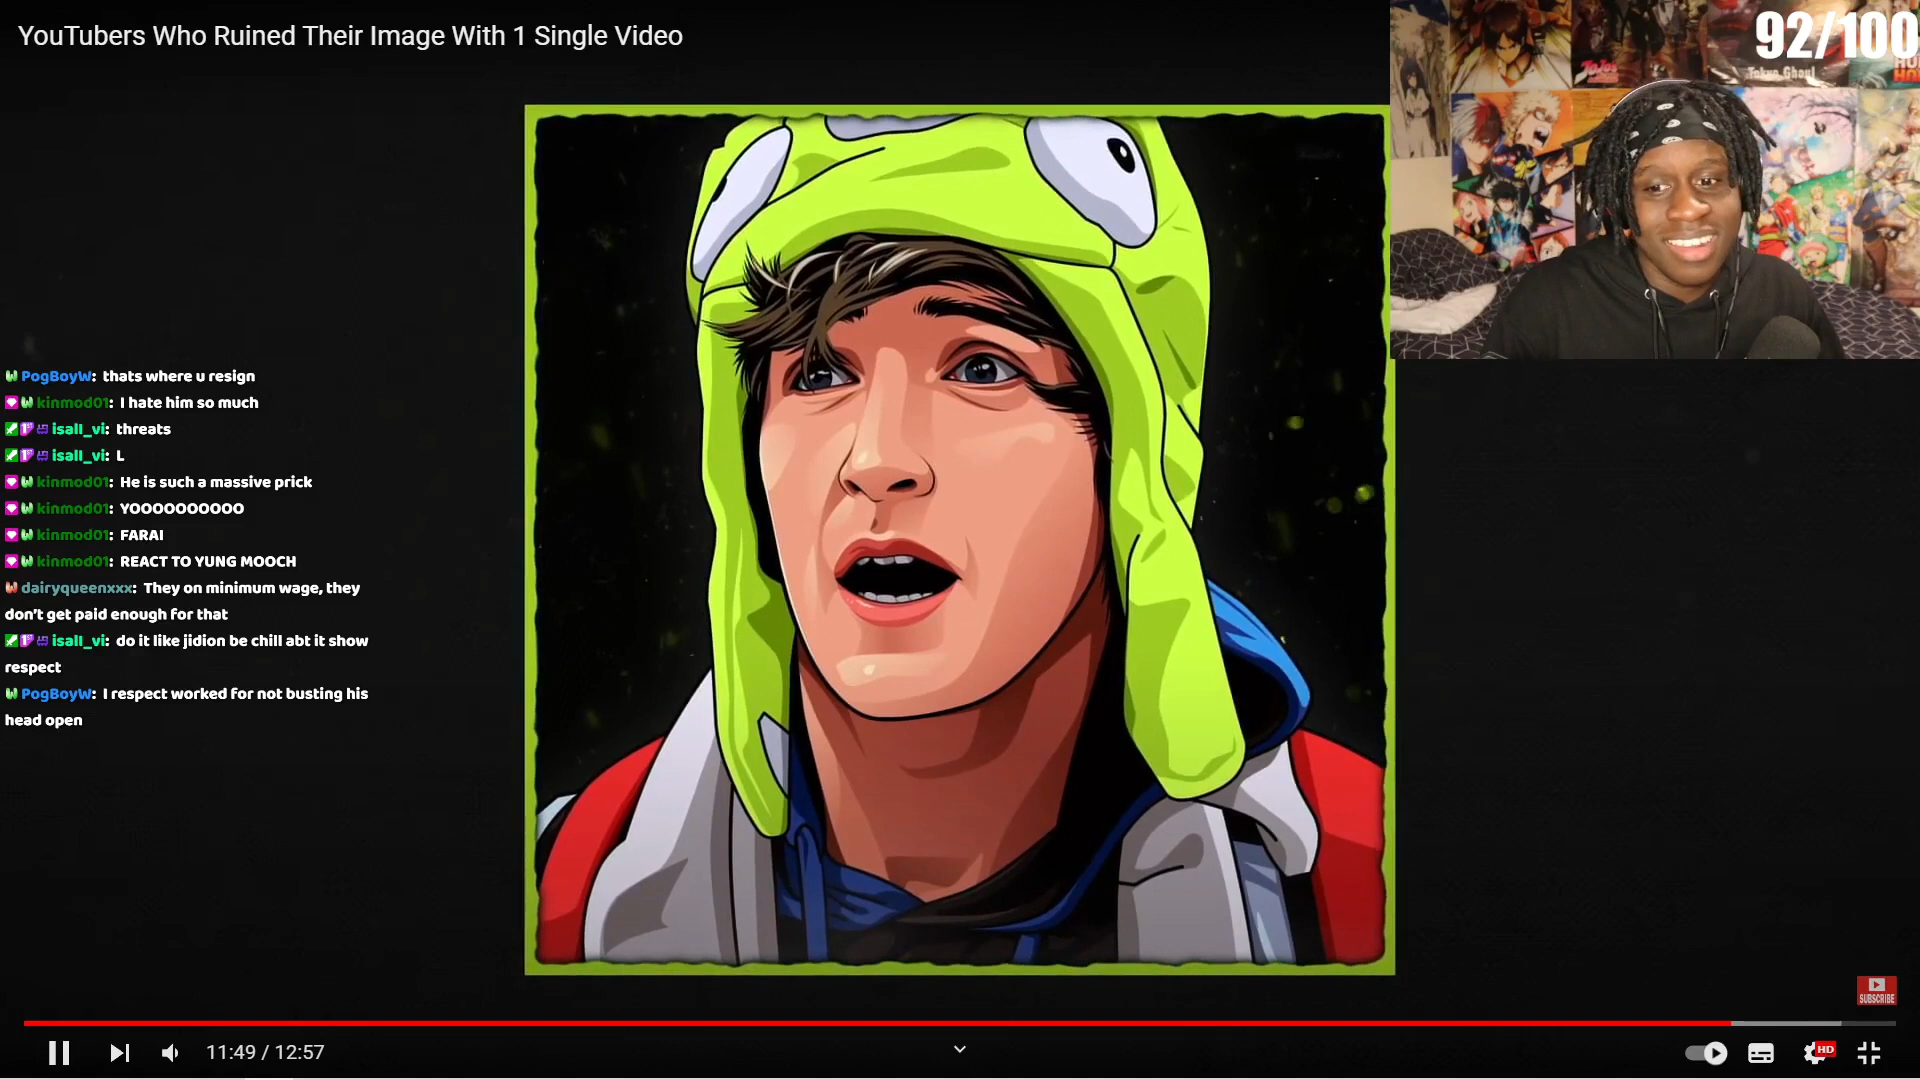 YouTubers Who Ruined Their Image With 1 Single Video
92/100
JOJO'S
Tokyo Ghoul
PogBoyW: thats where u resign
kinmod01: I hate him so much
isall_vi: threats
isall_vi: L
kinmod01: He is such a massive prick
kinmod01: YOOOOOOOOOO
kinmod01: FARAI
kinmod01: REACT TO YUNG MOOCH
dairyqueenxxx: They on minimum wage, they
don't get paid enough for that
isall_vi: do it like jidion be chill abt it show
respect
PogBoyW: I respect worked for not busting his
head open
SUBSCRIBE
11:49 / 12:57
HD